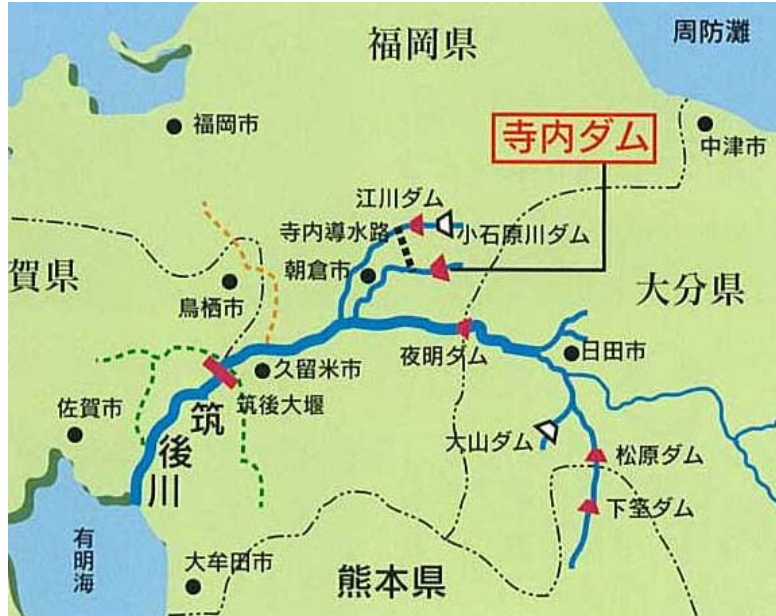 福岡県
周防灘
福岡市
寺内ダム
中津市
江川ダム
寺内導水路
小石原川ダム
朝倉市
賀県
大分県
鳥栖市
夜明ダム
日田市
久留米市
佐賀市
筑後大堰
筑後川
大山ダム
松原ダム
下筌ダム
有明海
大牟田市
熊本県